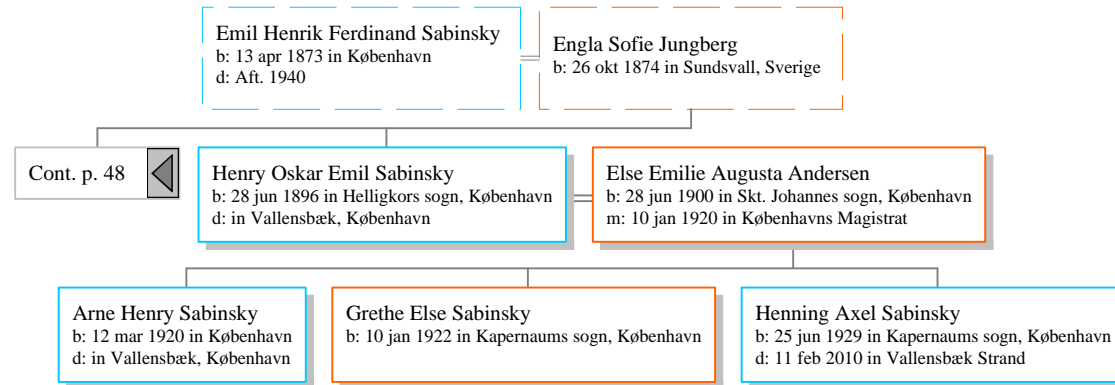 Emil Henrik Ferdinand Sabinsky
b: 13 apr 1873 in København
d: Aft. 1940
Engla Sofie Jungberg
b: 26 okt 1874 in Sundsvall, Sverige
Cont. p. 48
Henry Oskar Emil Sabinsky
b: 28 jun 1896 in Helligkors sogn, København
d: in Vallensbæk, København
Else Emilie Augusta Andersen
b: 28 jun 1900 in Skt. Johannes sogn, København
m: 10 jan 1920 in Københavns Magistrat
Arne Henry Sabinsky
b: 12 mar 1920 in København
d: in Vallensbæk, København
Grethe Else Sabinsky
b: 10 jan 1922 in Kapernaums sogn, København
Henning Axel Sabinsky
b: 25 jun 1929 in Kapernaums sogn, København
d: 11 feb 2010 in Vallensbæk Strand